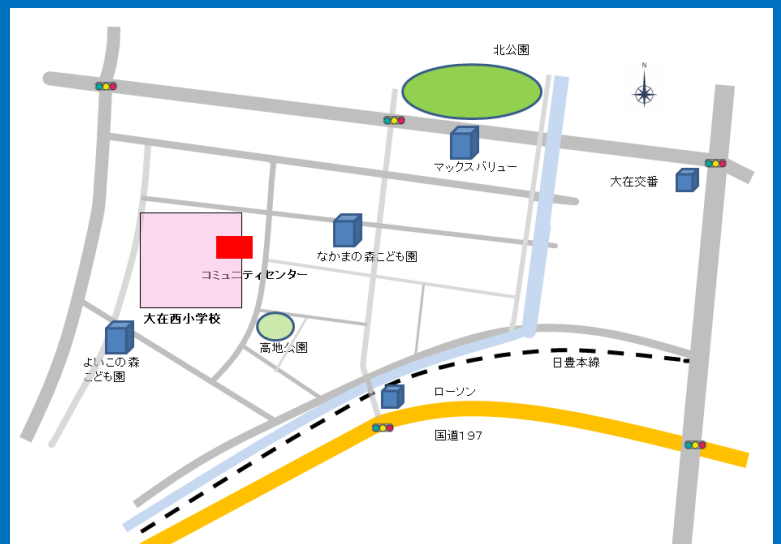 北公園
N
マックスバリュー
大在交番
なかまの森こども園
コミュニティセンター
大在西小学校
高地公園
よいこの森
こども園
日豊本線
ローソン
国道197